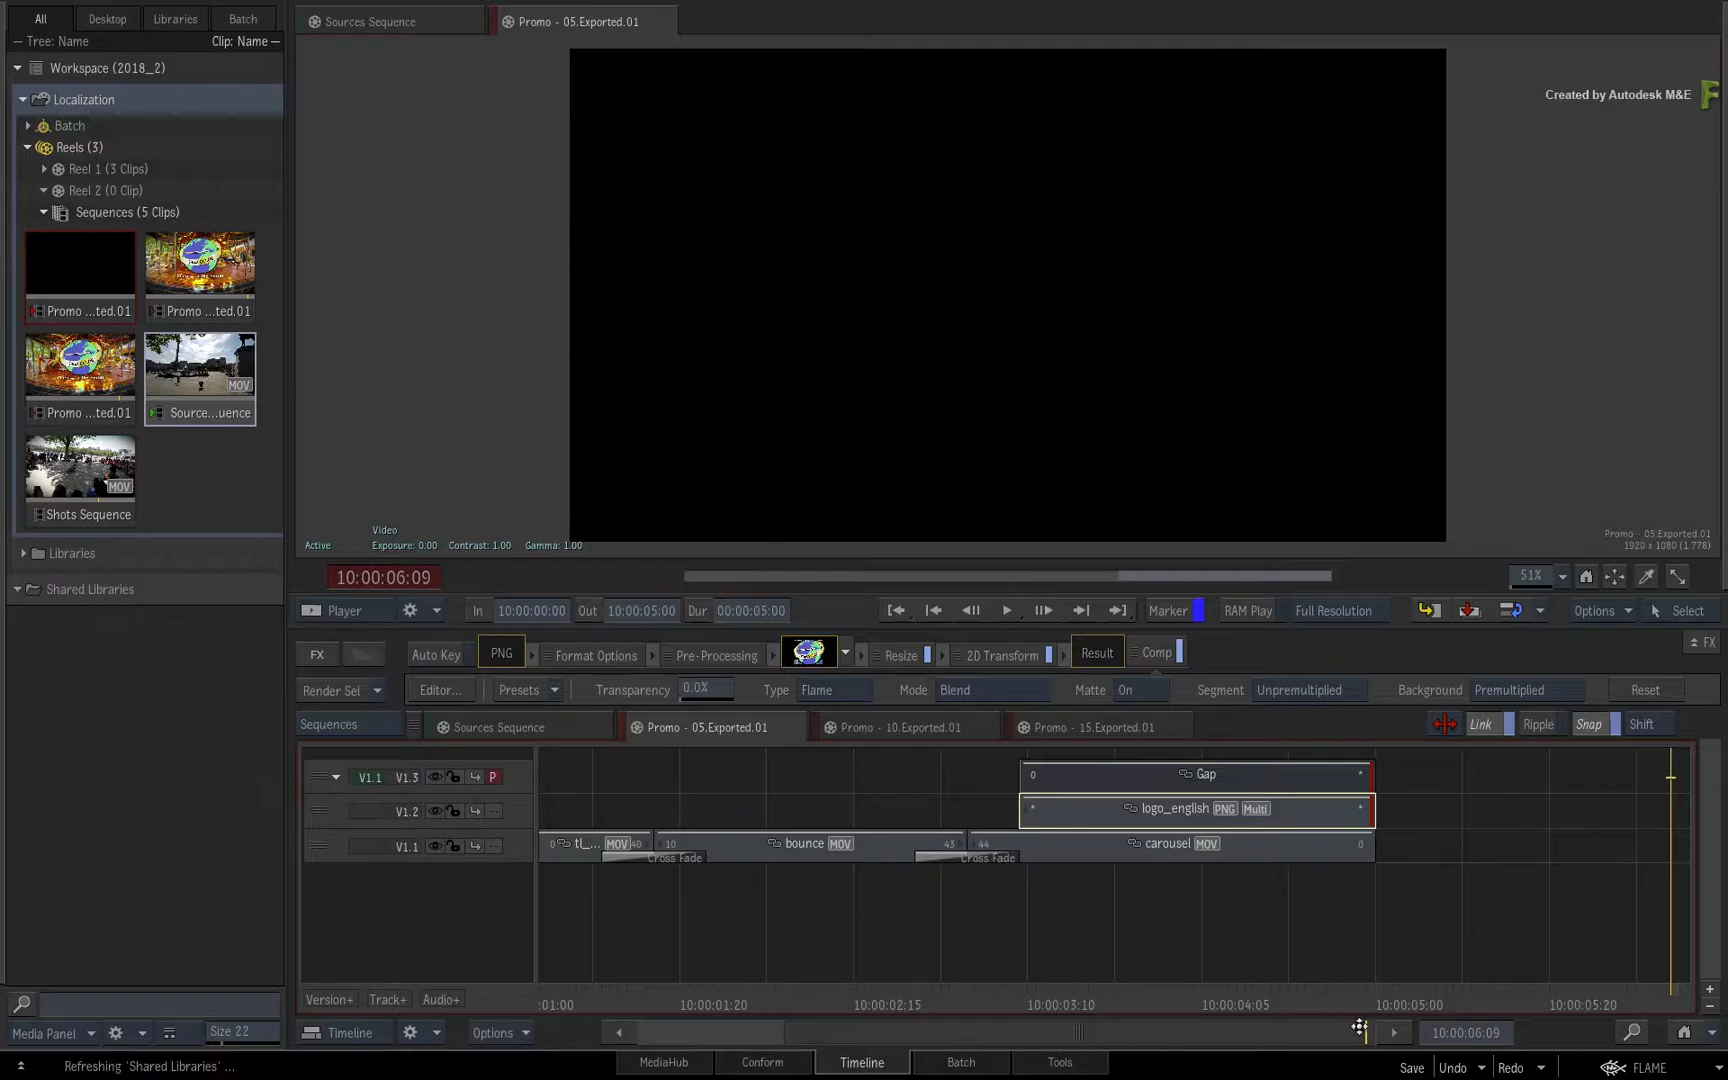 All Desktop Libraries Batch
Tree: Name Clip: Name
Workspace (2018_2)
Localization
Batch
Reels (3)
Reel 1 (3 Clips)
Reel 2 (0 Clip)
Sequences (5 Clips)
Promo ...ted.01 Promo ...ted.01
MOV
Promo ...ted.01 Source...uence
MOV
Shots Sequence
Libraries
Shared Libraries
Sources Sequence Promo - 05.Exported.01
Created by Autodesk M&E
Video
Active Exposure: 0.00 Contrast: 1.00 Gamma: 1.00
Promo - 05.Exported.01
1920 x 1080 (1.778)
10:00:06:09 51%
Player In 10:00:00:00 Out 10:00:05:00 Dur 00:00:05:00 Marker RAM Play Full Resolution Options Select
FX Auto Key PNG Format Options Pre-Processing Resize 2D Transform Result Comp FX
Render Sel Editor... Presets Transparency 0.0% Type Flame Mode Blend Matte On Segment Unpremultiplied Background Premultiplied Reset
Sequences Sources Sequence Promo - 05.Exported.01 Promo - 10.Exported.01 Promo - 15.Exported.01 Link Ripple Snap Shift
V1.1 V1.3 P 0 Gap *
V1.2 * logo_english PNG Multi *
V1.1 0 tl_... MOV 40 10 bounce MOV 43 44 carousel MOV 0
Cross Fade Cross Fade
Version+ Track+ Audio+ :01:00 10:00:01:20 10:00:02:15 10:00:03:10 10:00:04:05 10:00:05:00 10:00:05:20
Media Panel Size 22 Timeline Options 10:00:06:09
Refreshing 'Shared Libraries' ... MediaHub Conform Timeline Batch Tools Save Undo Redo FLAME